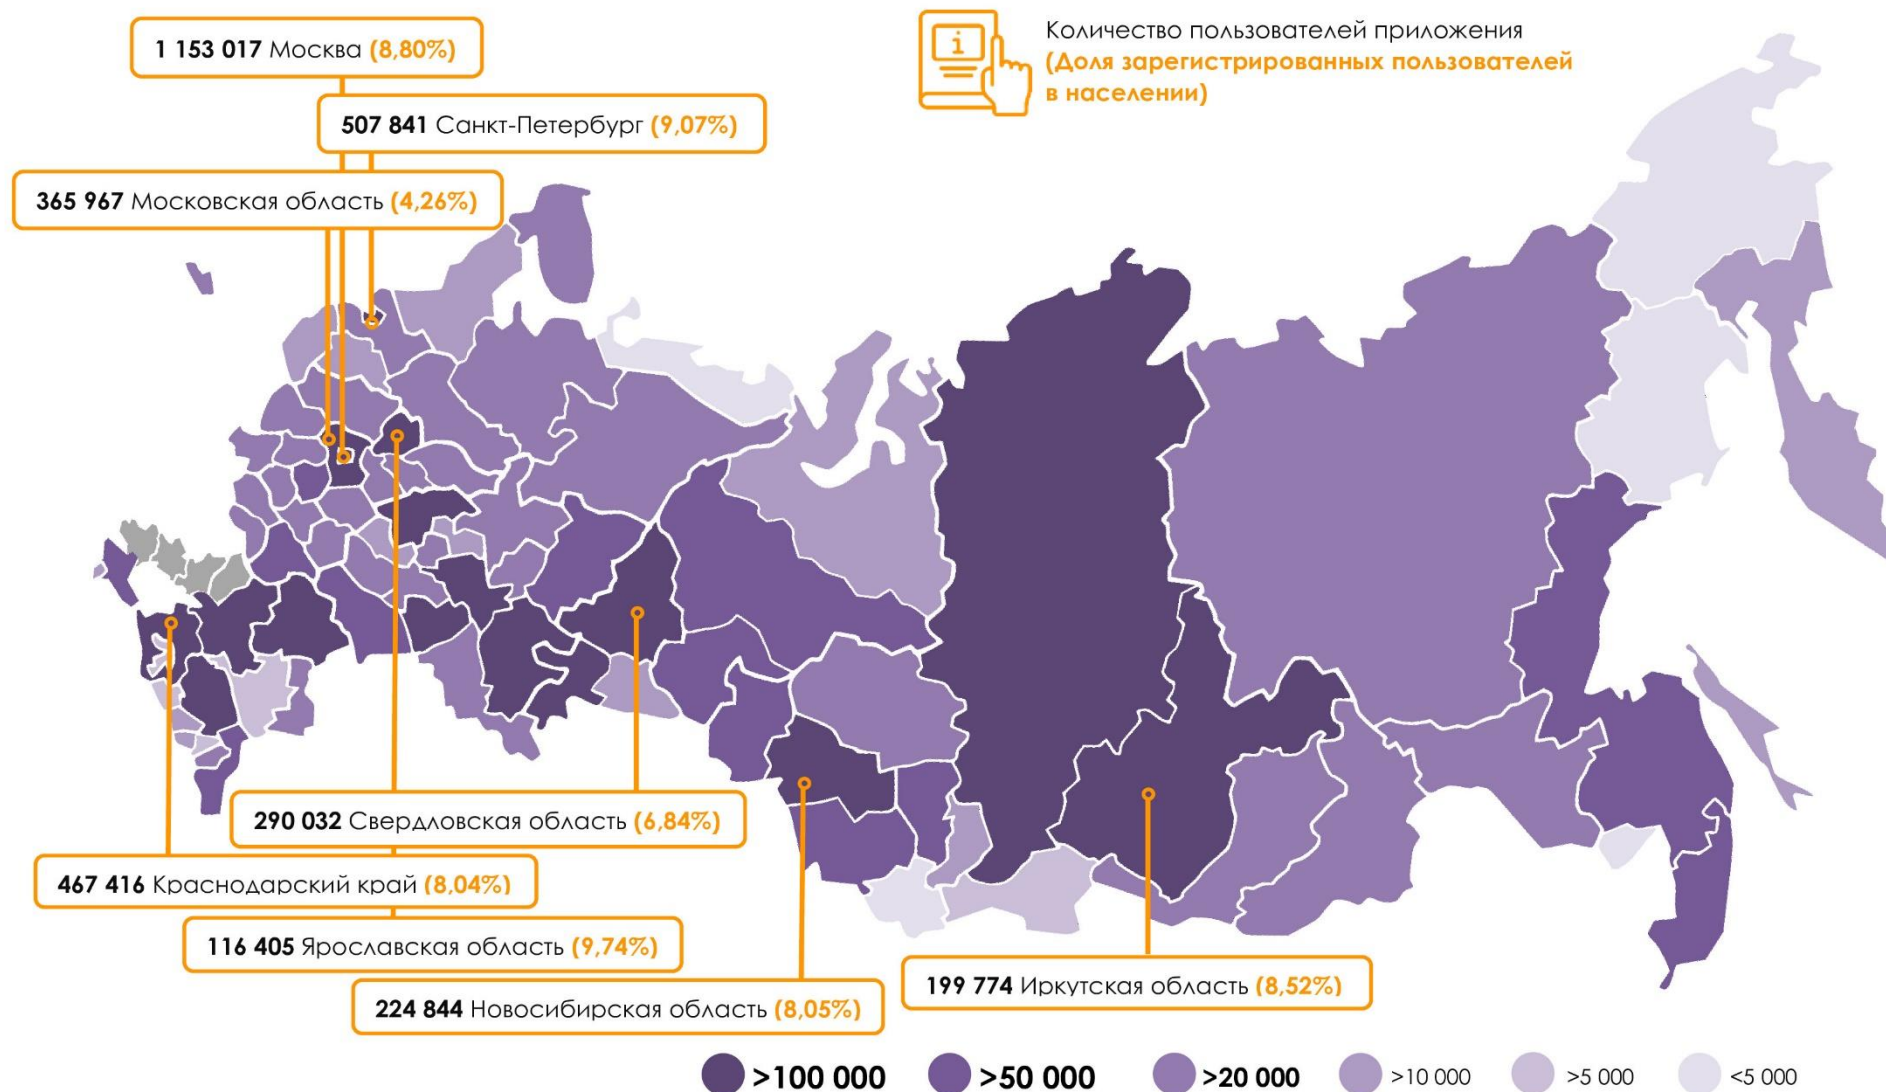 Количество пользователей приложения
(Доля зарегистрированных пользователей
в населении)
1 153 017 Москва (8,80%)
507 841 Санкт-Петербург (9,07%)
365 967 Московская область (4,26%)
290 032 Свердловская область (6,84%)
467 416 Краснодарский край (8,04%)
116 405 Ярославская область (9,74%)
224 844 Новосибирская область (8,05%)
199 774 Иркутская область (8,52%)
>100 000 >50 000 >20 000 >10 000 >5 000 <5 000